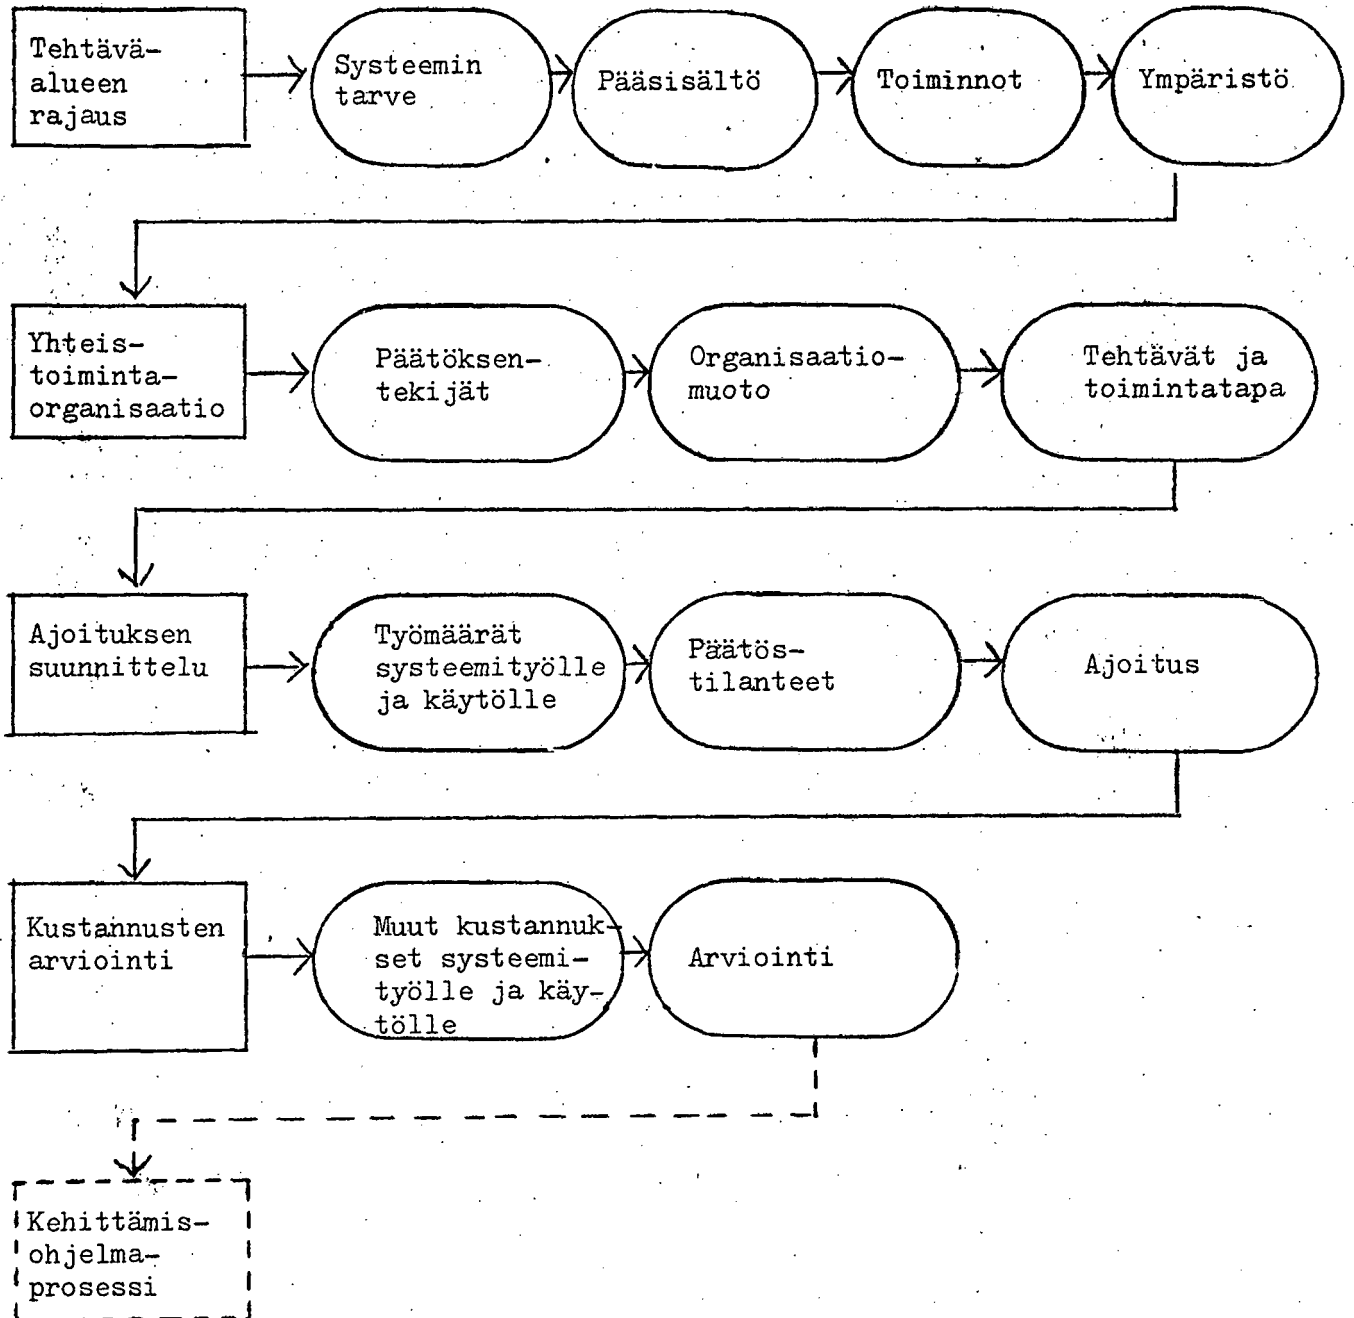 Tehtävä-
alueen
rajaus
Systeemin
tarve
Pääsisältö
Toiminnot
Ympäristö
Yhteis-
toiminta-
organisaatio
Päätöksen-
tekijät
Organisaatio-
muoto
Tehtävät ja
toimintatapa
Ajoituksen
suunnittelu
Työmäärät
systeemityölle
ja käytölle
Päätös-
tilanteet
Ajoitus
Kustannusten
arviointi
Muut kustannuk-
set systeemi-
työlle ja käy-
tölle
Arviointi
Kehittämis-
ohjelma-
prosessi